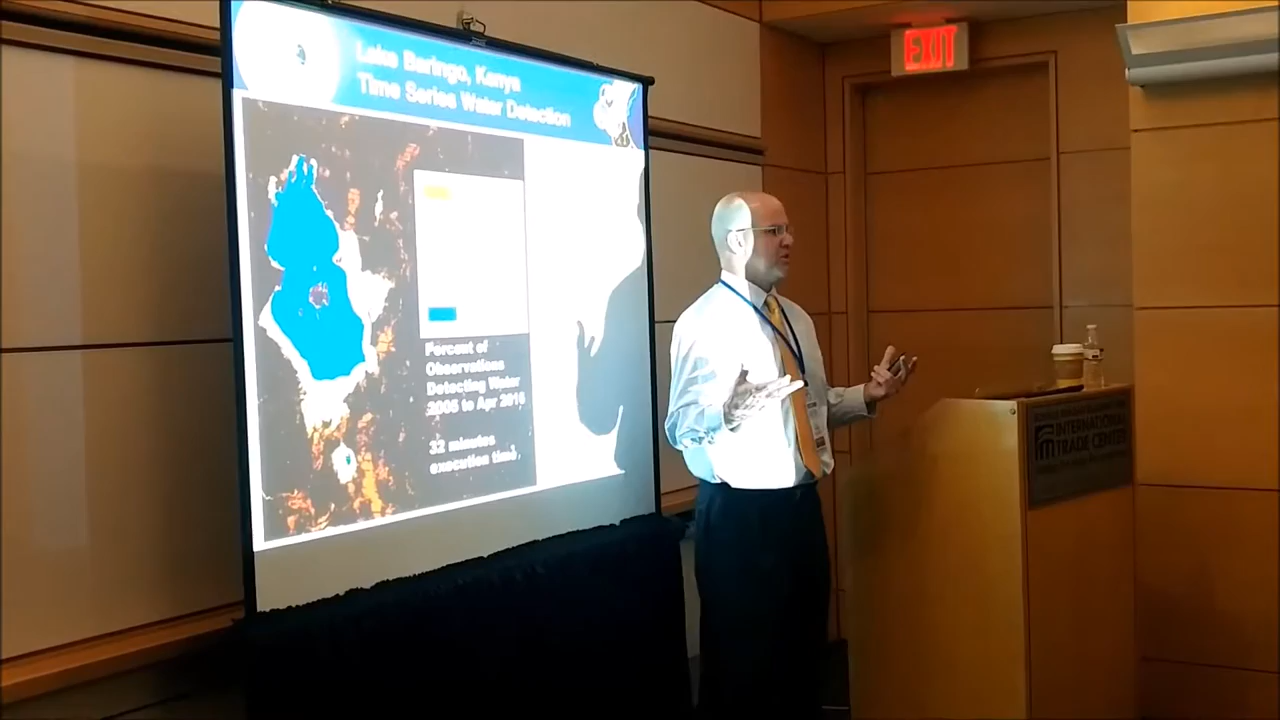 Lake Baringo, Kenya
Time Series Water Detection
Percent of
Observations
Detecting Water
2005 to Apr 2015
32 minutes
execution time
EXIT
INTERNATIONAL
TRADE CENTER